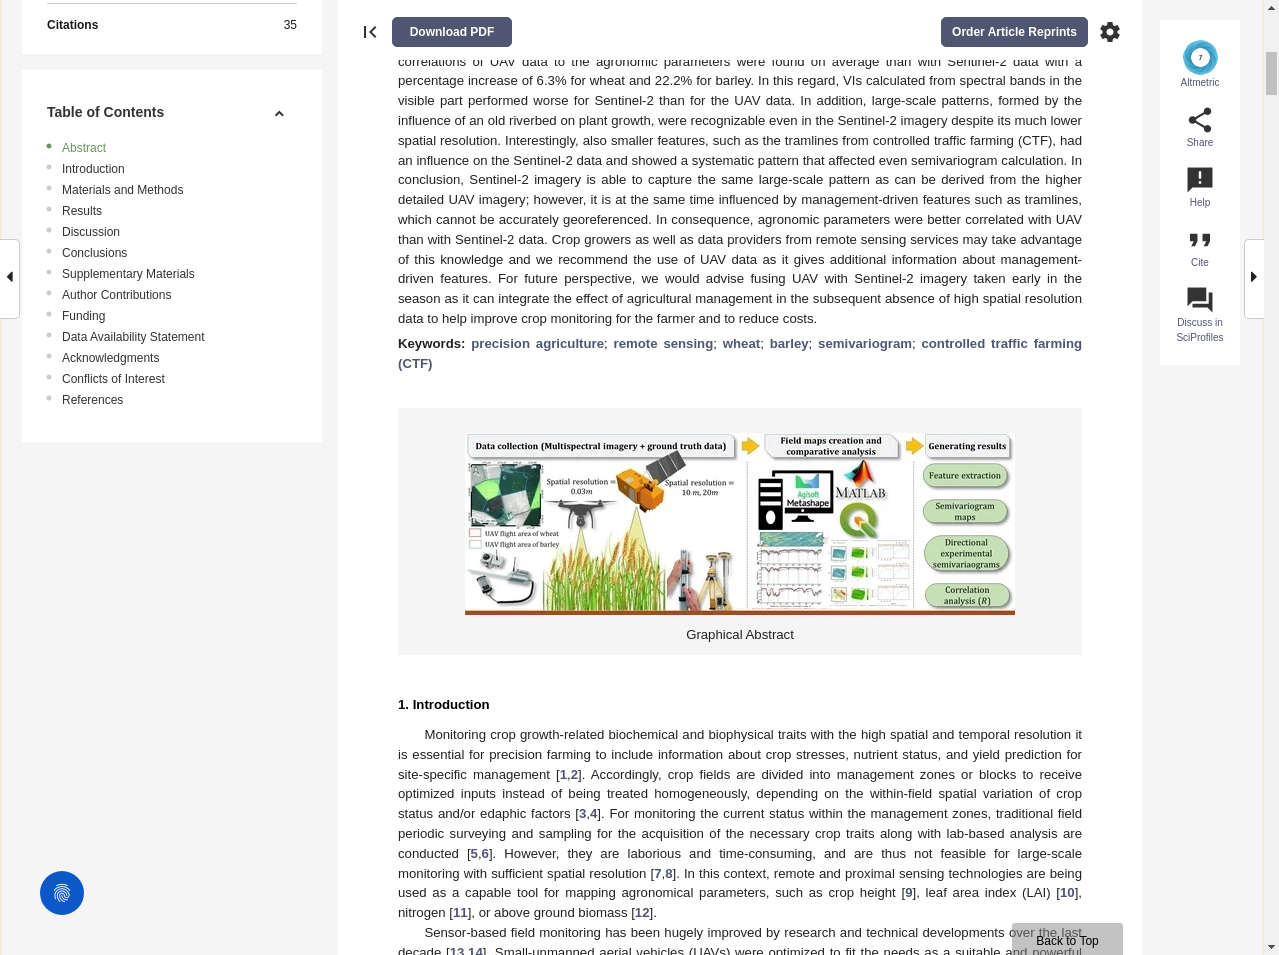 Citations 35
Table of Contents
Abstract
Introduction
Materials and Methods
Results
Discussion
Conclusions
Supplementary Materials
Author Contributions
Funding
Data Availability Statement
Acknowledgments
Conflicts of Interest
References
Download PDF
Order Article Reprints
correlations of UAV data to the agronomic parameters were found on average than with Sentinel-2 data with a
percentage increase of 6.3% for wheat and 22.2% for barley. In this regard, VIs calculated from spectral bands in the
visible part performed worse for Sentinel-2 than for the UAV data. In addition, large-scale patterns, formed by the
influence of an old riverbed on plant growth, were recognizable even in the Sentinel-2 imagery despite its much lower
spatial resolution. Interestingly, also smaller features, such as the tramlines from controlled traffic farming (CTF), had
an influence on the Sentinel-2 data and showed a systematic pattern that affected even semivariogram calculation. In
conclusion, Sentinel-2 imagery is able to capture the same large-scale pattern as can be derived from the higher
detailed UAV imagery; however, it is at the same time influenced by management-driven features such as tramlines,
which cannot be accurately georeferenced. In consequence, agronomic parameters were better correlated with UAV
than with Sentinel-2 data. Crop growers as well as data providers from remote sensing services may take advantage
of this knowledge and we recommend the use of UAV data as it gives additional information about management-
driven features. For future perspective, we would advise fusing UAV with Sentinel-2 imagery taken early in the
season as it can integrate the effect of agricultural management in the subsequent absence of high spatial resolution
data to help improve crop monitoring for the farmer and to reduce costs.
Keywords: precision agriculture; remote sensing; wheat; barley; semivariogram; controlled traffic farming
(CTF)
Data collection (Multispectral imagery + ground truth data)
Field maps creation and
comparative analysis
Generating results
Spatial resolution =
0.03m
Spatial resolution =
10 m, 20m
UAV flight area of wheat
UAV flight area of barley
Agisoft
Metashape
MATLAB
Feature extraction
Semivariogram
maps
Directional
experimental
semivariaograms
Correlation
analysis (R)
Graphical Abstract
1. Introduction
Monitoring crop growth-related biochemical and biophysical traits with the high spatial and temporal resolution it
is essential for precision farming to include information about crop stresses, nutrient status, and yield prediction for
site-specific management [1,2]. Accordingly, crop fields are divided into management zones or blocks to receive
optimized inputs instead of being treated homogeneously, depending on the within-field spatial variation of crop
status and/or edaphic factors [3,4]. For monitoring the current status within the management zones, traditional field
periodic surveying and sampling for the acquisition of the necessary crop traits along with lab-based analysis are
conducted [5,6]. However, they are laborious and time-consuming, and are thus not feasible for large-scale
monitoring with sufficient spatial resolution [7,8]. In this context, remote and proximal sensing technologies are being
used as a capable tool for mapping agronomical parameters, such as crop height [9], leaf area index (LAI) [10],
nitrogen [11], or above ground biomass [12].
Sensor-based field monitoring has been hugely improved by research and technical developments over the last
decade [13,14]. Small-unmanned aerial vehicles (UAVs) were optimized to fit the needs as a suitable and powerful
Back to Top
7
Altmetric
Share
Help
Cite
Discuss in
SciProfiles